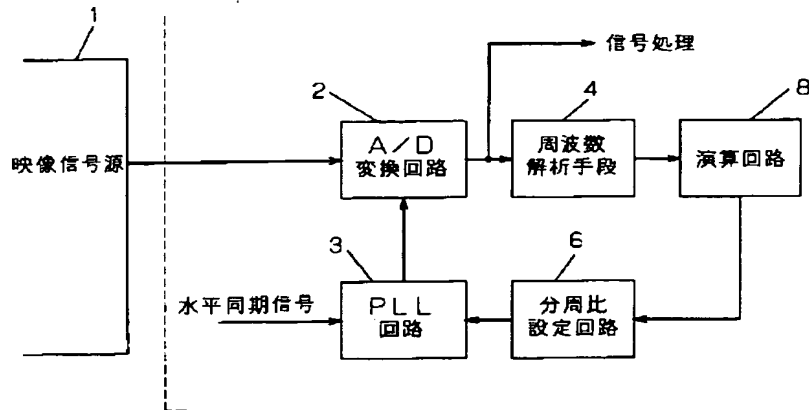 1
信号処理
2
4
8
映像信号源
A/D
変換回路
周波数
解析手段
演算回路
3
6
水平同期信号
PLL
回路
分周比
設定回路